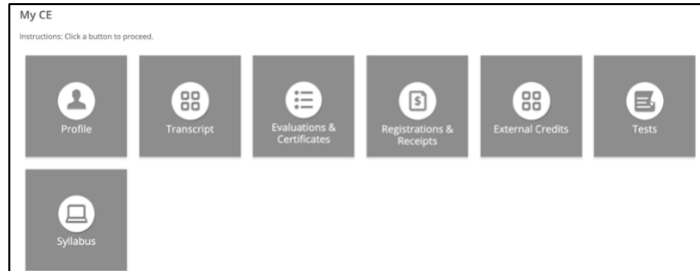 My CE
Instructions: Click a button to proceed.
Profile
Transcript
Evaluations &
Certificates
Registrations &
Receipts
External Credits
Tests
Syllabus